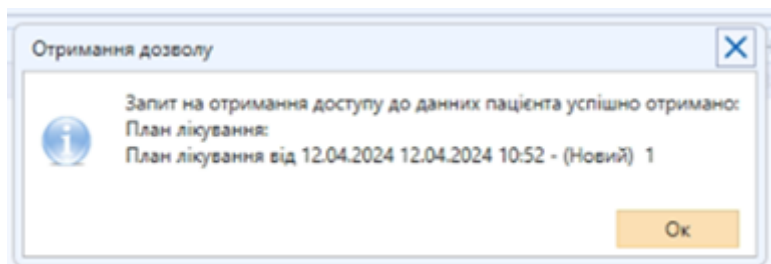 Отримання дозволу
Запит на отримання доступу до данних пацієнта успішно отримано:
План лікування:
План лікування від 12.04.2024 12.04.2024 10:52 - (Новий) 1
Ок